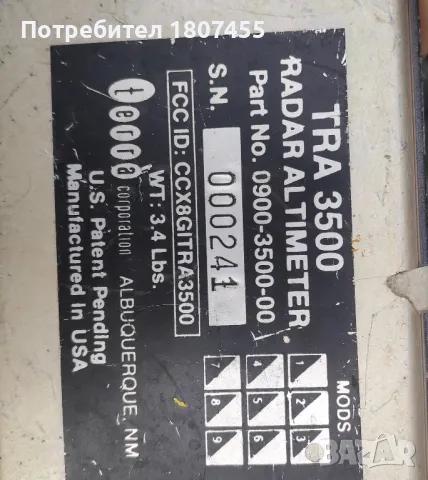 Потребител 1807455
TRA 3500
RADAR ALTIMETER
Part No. 0900-3500-00
S.N. 000241
FCC ID: CCX8GITRA3500
WT: 3.4 Lbs.
corporation ALBUQUERQUE, NM
U.S. Patent Pending
Manufactured in USA
MODS
1 2 3
4 5 6
7 8 9
BAZAR